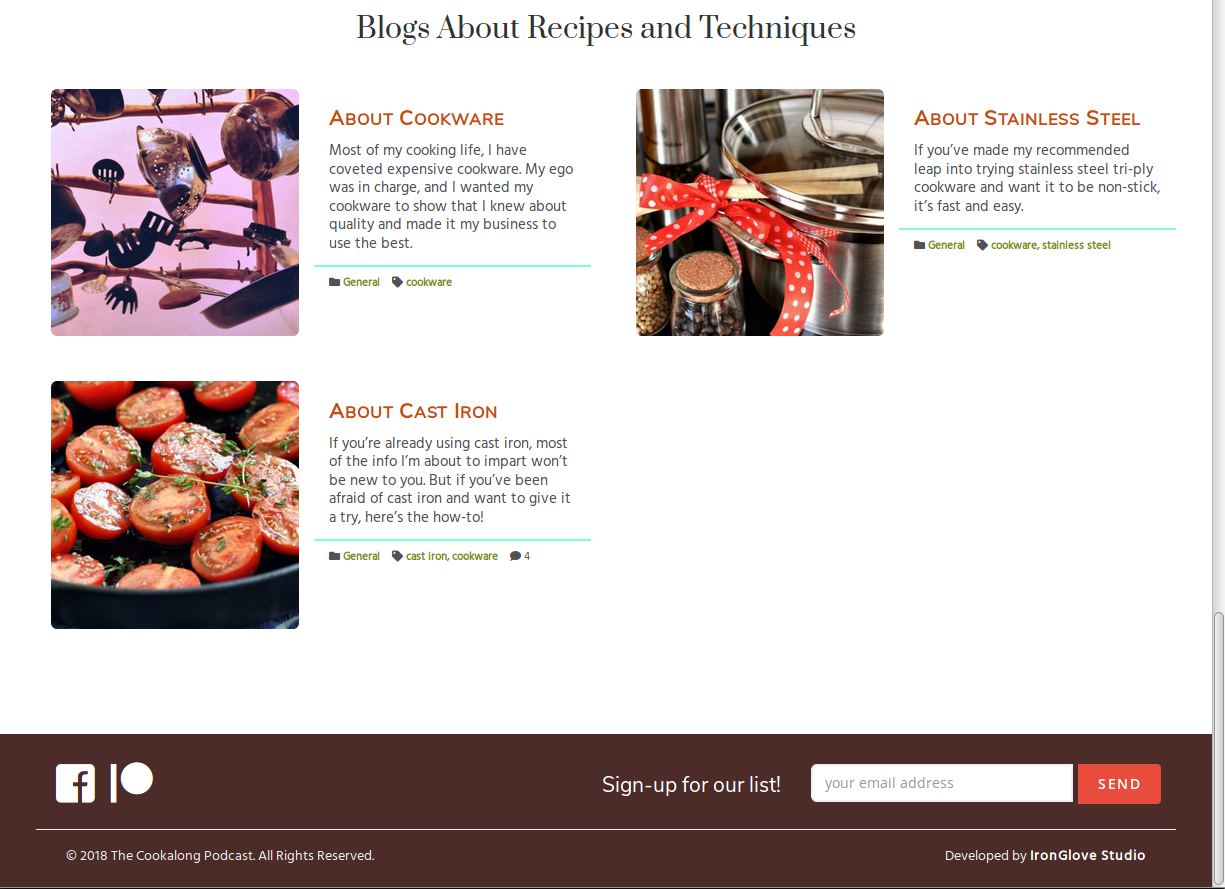 Blogs About Recipes and Techniques
About Cookware
Most of my cooking life, I have
coveted expensive cookware. My ego
was in charge, and I wanted my
cookware to show that I knew about
quality and made it my business to
use the best.
General cookware
About Stainless Steel
If you’ve made my recommended
leap into trying stainless steel tri-ply
cookware and want it to be non-stick,
it’s fast and easy.
General cookware, stainless steel
About Cast Iron
If you’re already using cast iron, most
of the info I’m about to impart won’t
be new to you. But if you’ve been
afraid of cast iron and want to give it
a try, here’s the how-to!
General cast iron, cookware 4
Sign-up for our list! your email address SEND
© 2018 The Cookalong Podcast. All Rights Reserved. Developed by IronGlove Studio